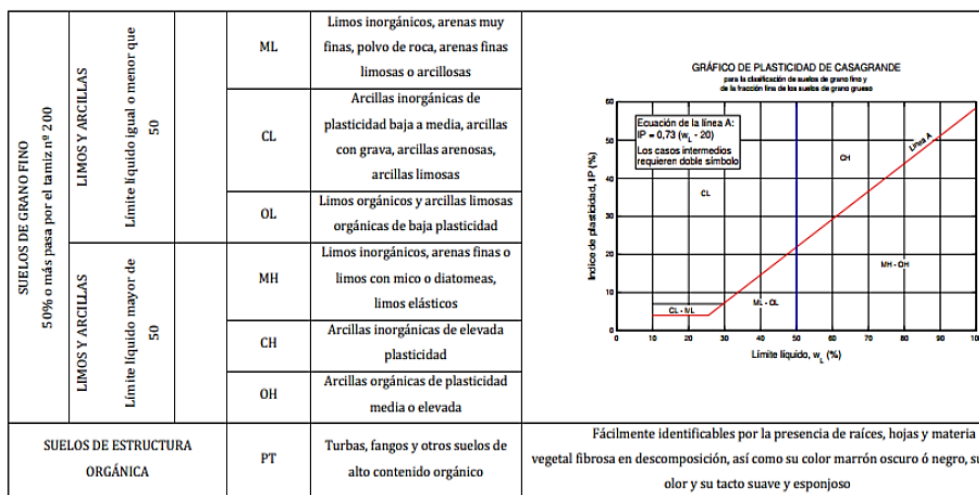 SUELOS DE GRANO FINO
50% o más pasa por el tamiz nº 200
LIMOS Y ARCILLAS
Límite líquido igual o menor que
50
ML
Limos inorgánicos, arenas muy
finas, polvo de roca, arenas finas
limosas o arcillosas
CL
Arcillas inorgánicas de
plasticidad baja a media, arcillas
con grava, arcillas arenosas,
arcillas limosas
OL
Limos orgánicos y arcillas limosas
orgánicas de baja plasticidad
LIMOS Y ARCILLAS
Límite líquido mayor de
50
MH
Limos inorgánicos, arenas finas o
limos con mico o diatomeas,
limos elásticos
CH
Arcillas inorgánicas de elevada
plasticidad
OH
Arcillas orgánicas de plasticidad
media o elevada
GRÁFICO DE PLASTICIDAD DE CASAGRANDE
para la clasificación de suelos de grano fino y
de la fracción fina de los suelos de grano grueso
Ecuación de la línea A:
IP = 0,73 (wL - 20)
Los casos intermedios
requieren doble símbolo
Línea A
CH
CL
MH - OH
ML - OL
CL - ML
Indice de plasticidad, IP (%)
60
50
40
30
20
10
0
0 10 20 30 40 50 60 70 80 90 10
Límite líquido, wL (%)
SUELOS DE ESTRUCTURA
ORGÁNICA
PT
Turbas, fangos y otros suelos de
alto contenido orgánico
Fácilmente identificables por la presencia de raíces, hojas y materia
vegetal fibrosa en descomposición, así como su color marrón oscuro ó negro, su
olor y su tacto suave y esponjoso